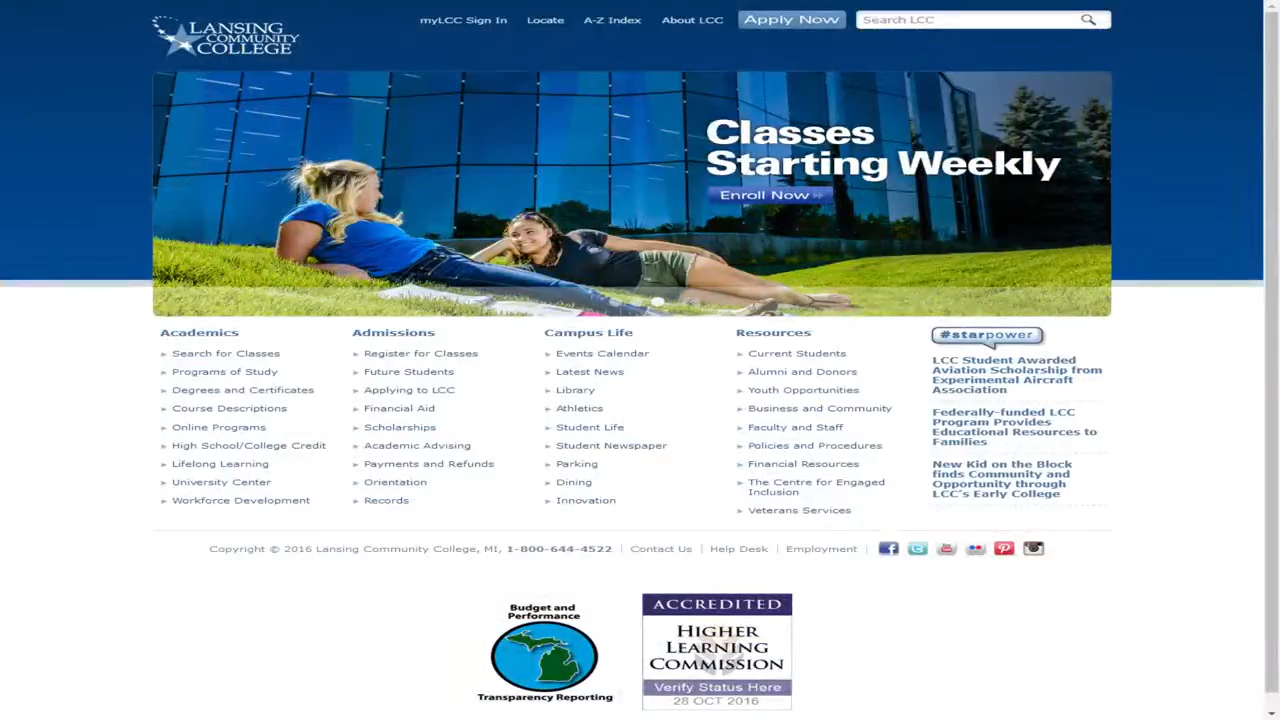 LANSING
COMMUNITY
COLLEGE
myLCC Sign In
Locate
A-Z Index
About LCC
Apply Now
Search LCC
Classes
Starting Weekly
Enroll Now
Academics
Search for Classes
Programs of Study
Degrees and Certificates
Course Descriptions
Online Programs
High School/College Credit
Lifelong Learning
University Center
Workforce Development
Admissions
Register for Classes
Future Students
Applying to LCC
Financial Aid
Scholarships
Academic Advising
Payments and Refunds
Orientation
Records
Campus Life
Events Calendar
Latest News
Library
Athletics
Student Life
Student Newspaper
Parking
Dining
Innovation
Resources
Current Students
Alumni and Donors
Youth Opportunities
Business and Community
Faculty and Staff
Policies and Procedures
Financial Resources
The Centre for Engaged
Inclusion
Veterans Services
#starpower
LCC Student Awarded
Aviation Scholarship from
Experimental Aircraft
Association
Federally-funded LCC
Program Provides
Educational Resources to
Families
New Kid on the Block
finds Community and
Opportunity through
LCC's Early College
Copyright © 2016 Lansing Community College, MI, 1-800-644-4522 | Contact Us | Help Desk | Employment |
Budget and
Performance
Transparency Reporting
ACCREDITED
HIGHER
LEARNING
COMMISSION
Verify Status Here
28 OCT 2016